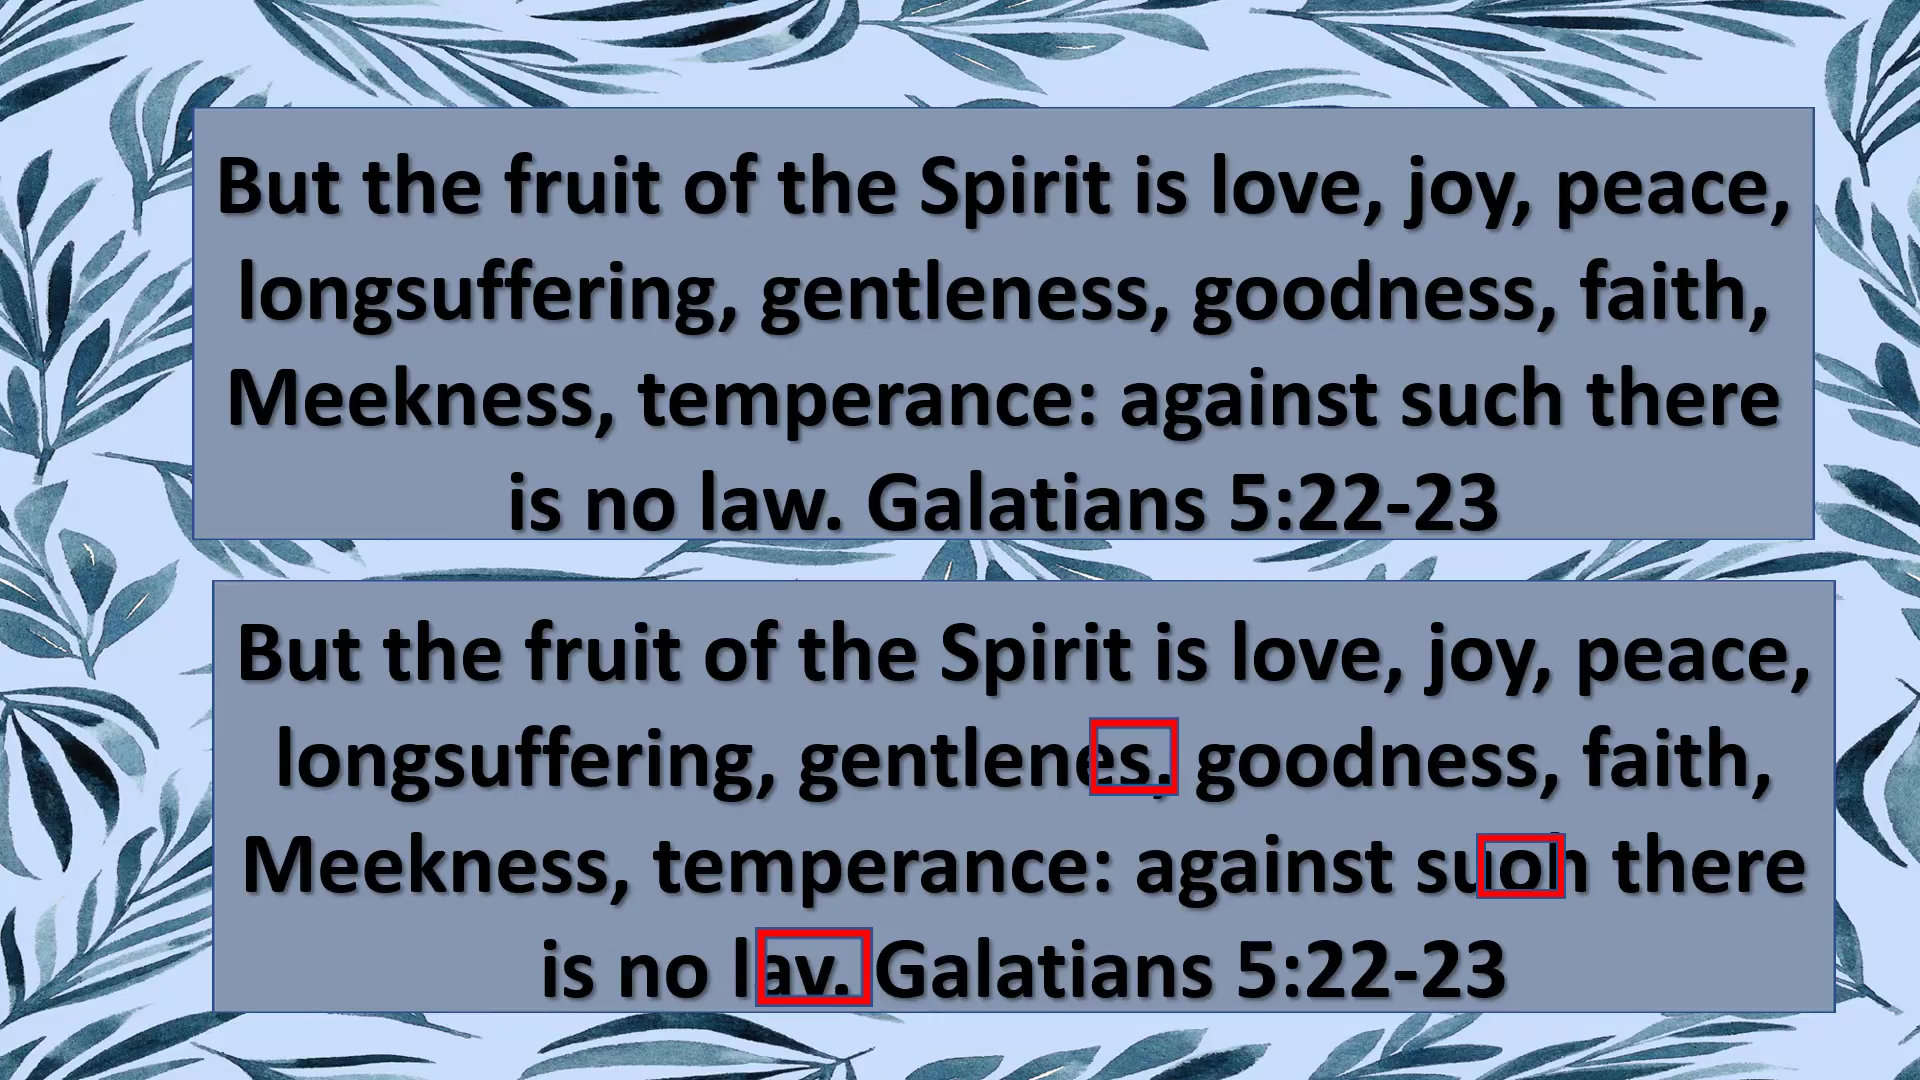 But the fruit of the Spirit is love, joy, peace,
longsuffering, gentleness, goodness, faith,
Meekness, temperance: against such there
is no law. Galatians 5:22-23
But the fruit of the Spirit is love, joy, peace,
longsuffering, gentlenes, goodness, faith,
Meekness, temperance: against suoh there
is no lav. Galatians 5:22-23